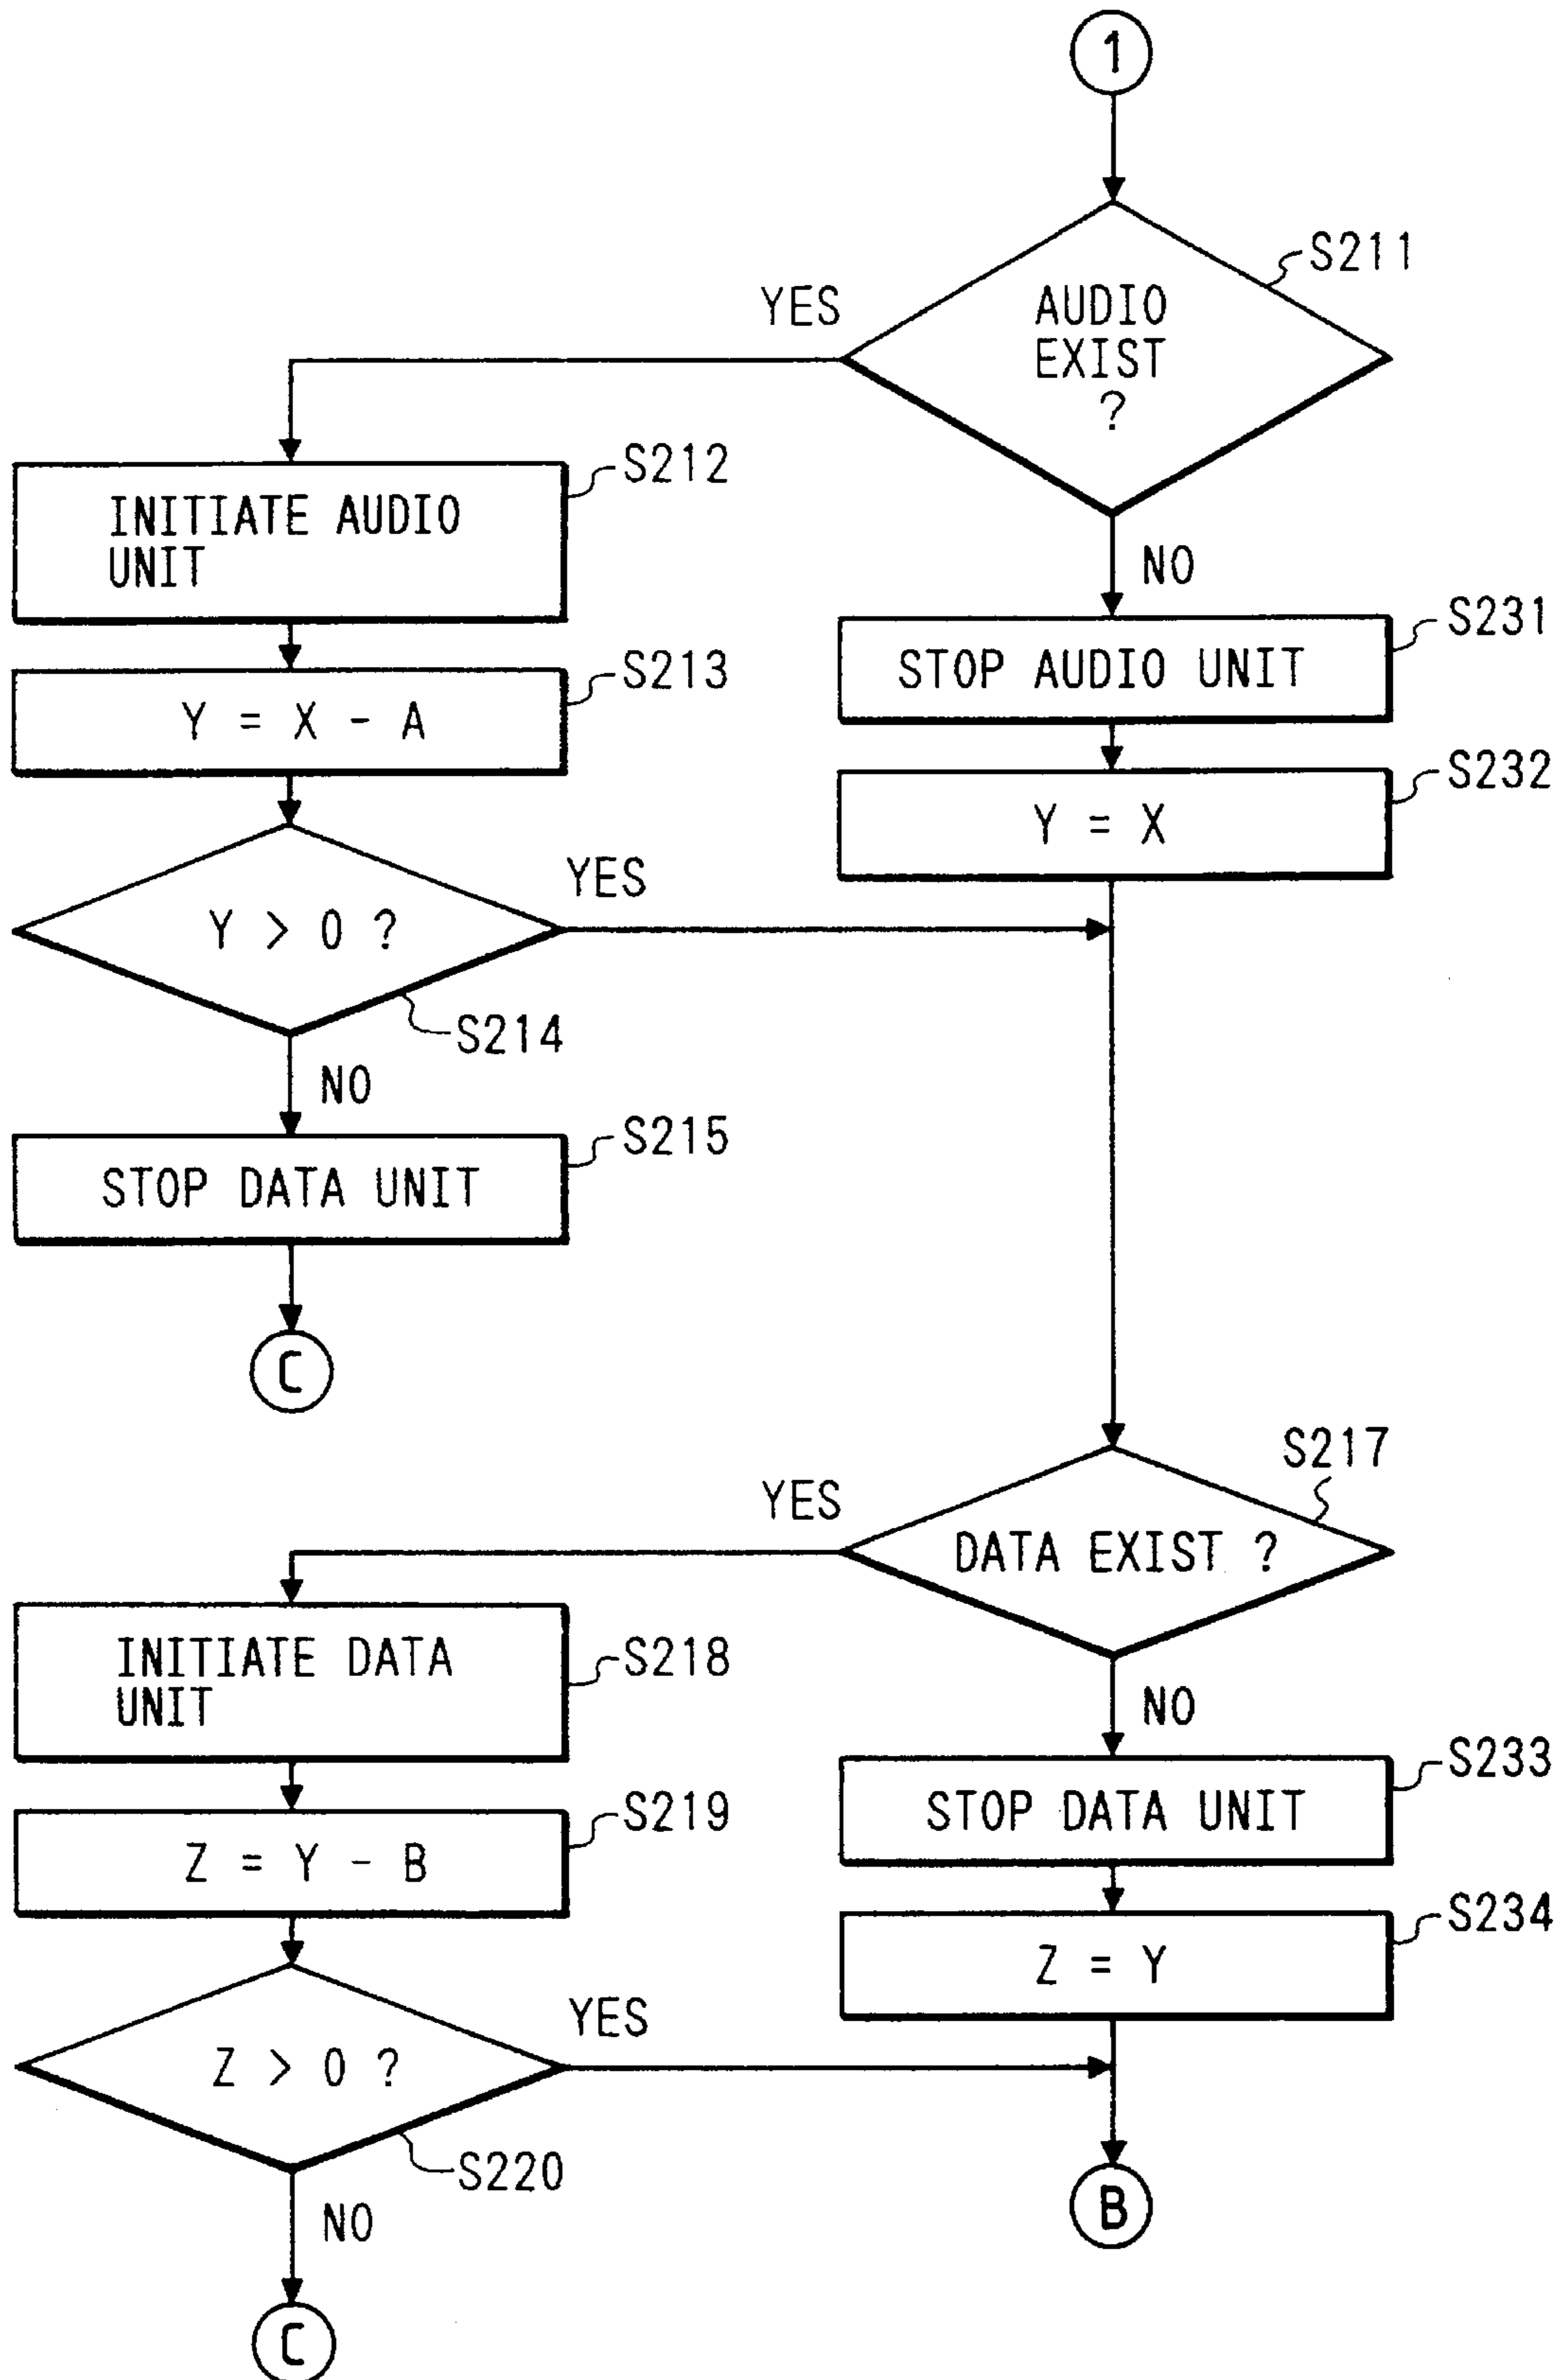 1
S211
YES
AUDIO
EXIST
?
S212
INITIATE AUDIO
UNIT
NO
S231
STOP AUDIO UNIT
S213
Y = X - A
S232
Y = X
YES
Y > 0 ?
S214
NO
S215
STOP DATA UNIT
C
S217
YES
DATA EXIST ?
S218
INITIATE DATA
UNIT
NO
S233
STOP DATA UNIT
S219
Z = Y - B
S234
Z = Y
YES
Z > 0 ?
S220
NO
B
C